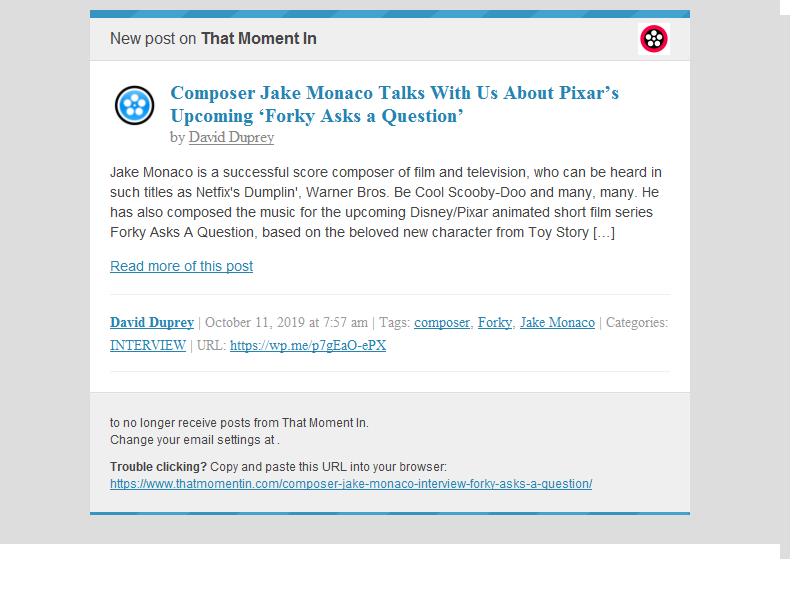 New post on That Moment In
Composer Jake Monaco Talks With Us About Pixar’s
Upcoming ‘Forky Asks a Question’
by David Duprey
Jake Monaco is a successful score composer of film and television, who can be heard in
such titles as Netfix's Dumplin', Warner Bros. Be Cool Scooby-Doo and many, many. He
has also composed the music for the upcoming Disney/Pixar animated short film series
Forky Asks A Question, based on the beloved new character from Toy Story […]
Read more of this post
David Duprey | October 11, 2019 at 7:57 am | Tags: composer, Forky, Jake Monaco | Categories:
INTERVIEW | URL: https://wp.me/p7gEaO-ePX
to no longer receive posts from That Moment In.
Change your email settings at .
Trouble clicking? Copy and paste this URL into your browser:
https://www.thatmomentin.com/composer-jake-monaco-interview-forky-asks-a-question/